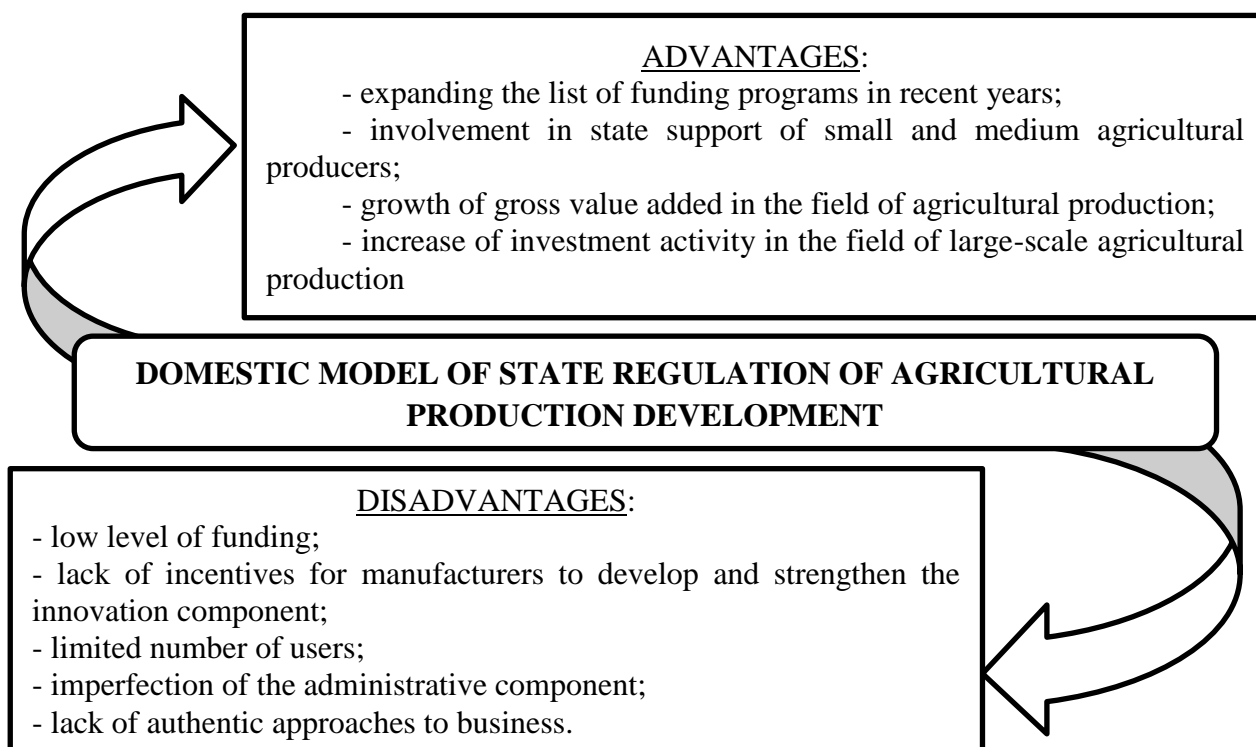 ADVANTAGES:
- expanding the list of funding programs in recent years;
- involvement in state support of small and medium agricultural
producers;
- growth of gross value added in the field of agricultural production;
- increase of investment activity in the field of large-scale agricultural
production
DOMESTIC MODEL OF STATE REGULATION OF AGRICULTURAL
PRODUCTION DEVELOPMENT
DISADVANTAGES:
- low level of funding;
- lack of incentives for manufacturers to develop and strengthen the
innovation component;
- limited number of users;
- imperfection of the administrative component;
- lack of authentic approaches to business.